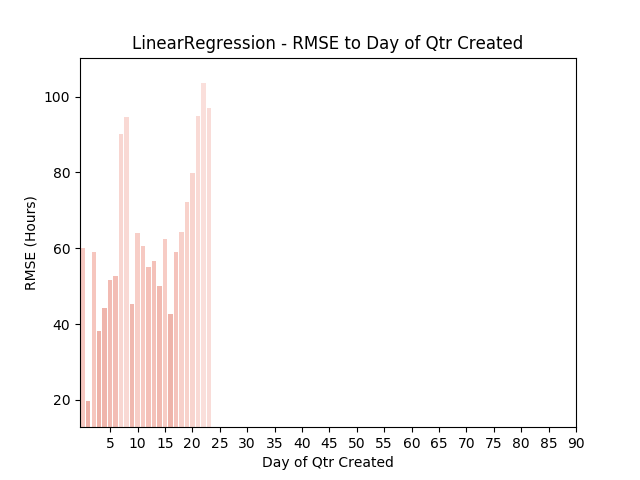 LinearRegression - RMSE to Day of Qtr Created
RMSE (Hours)
100
80
60
40
20
5 10 15 20 25 30 35 40 45 50 55 60 65 70 75 80 85 90
Day of Qtr Created